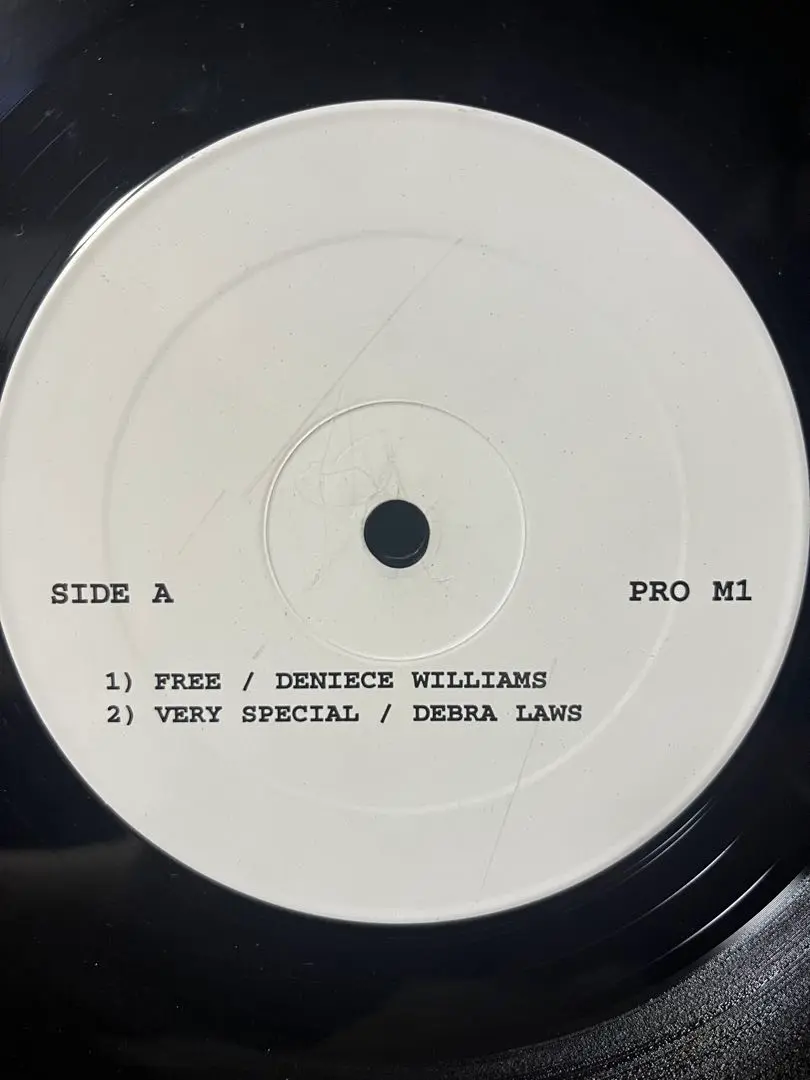 SIDE A
PRO M1
1) FREE / DENIECE WILLIAMS
2) VERY SPECIAL / DEBRA LAWS